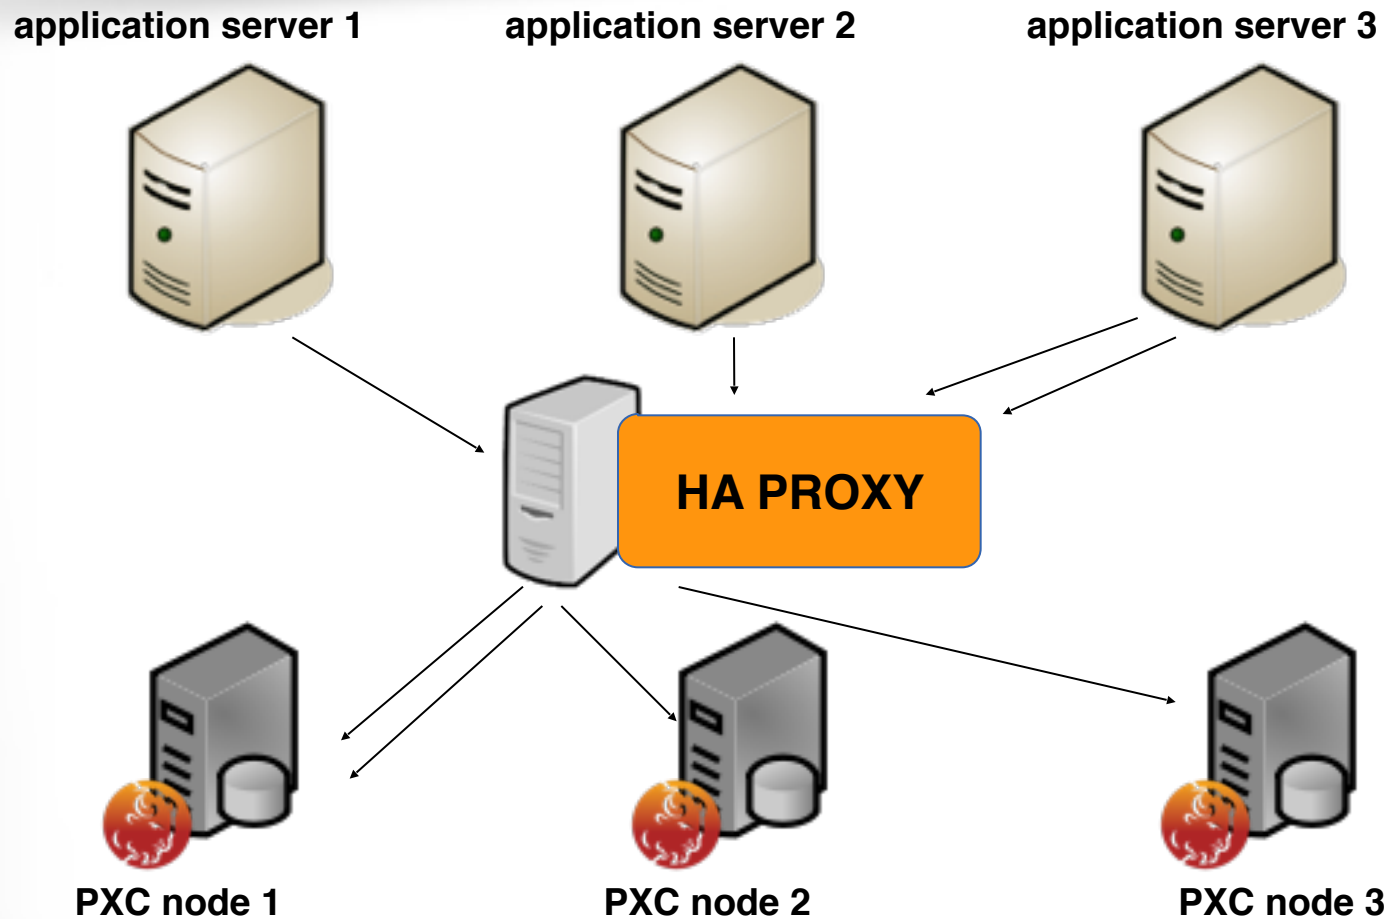 application server 1
application server 2
application server 3
HA PROXY
PXC node 1
PXC node 2
PXC node 3